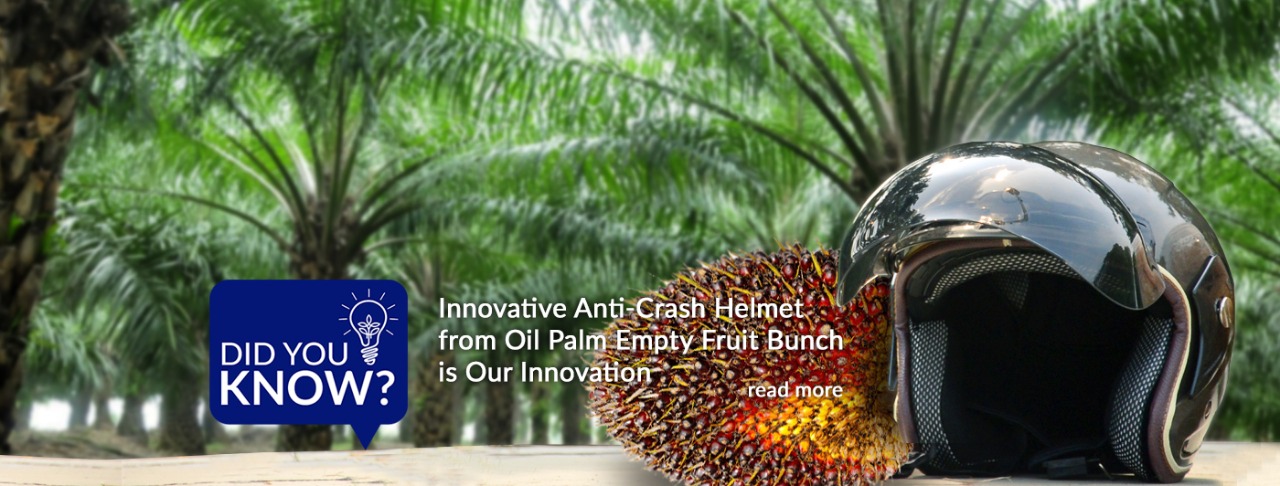 DID YOU
KNOW?
Innovative Anti-Crash Helmet
from Oil Palm Empty Fruit Bunch
is Our Innovation
read more